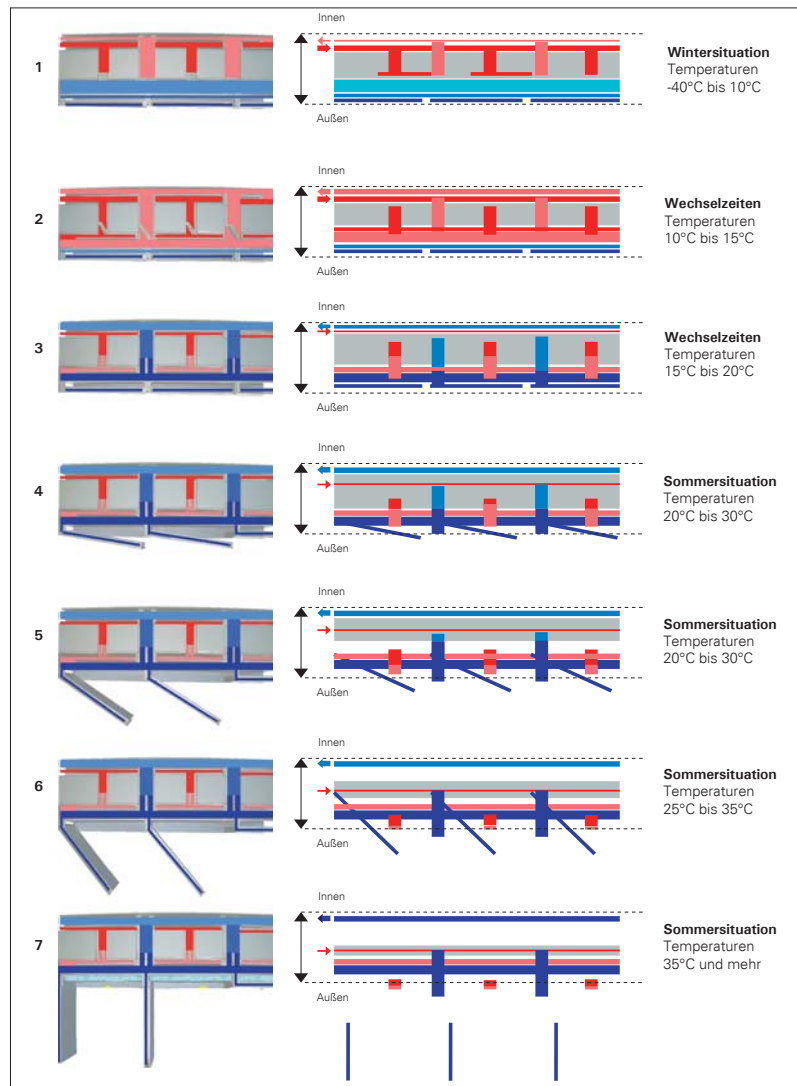 Innen
1
Wintersituation
Temperaturen
-40°C bis 10°C
Außen
Innen
2
Wechselzeiten
Temperaturen
10°C bis 15°C
Außen
Innen
3
Wechselzeiten
Temperaturen
15°C bis 20°C
Außen
Innen
4
Sommersituation
Temperaturen
20°C bis 30°C
Außen
Innen
5
Sommersituation
Temperaturen
20°C bis 30°C
Außen
Innen
6
Sommersituation
Temperaturen
25°C bis 35°C
Außen
Innen
7
Sommersituation
Temperaturen
35°C und mehr
Außen